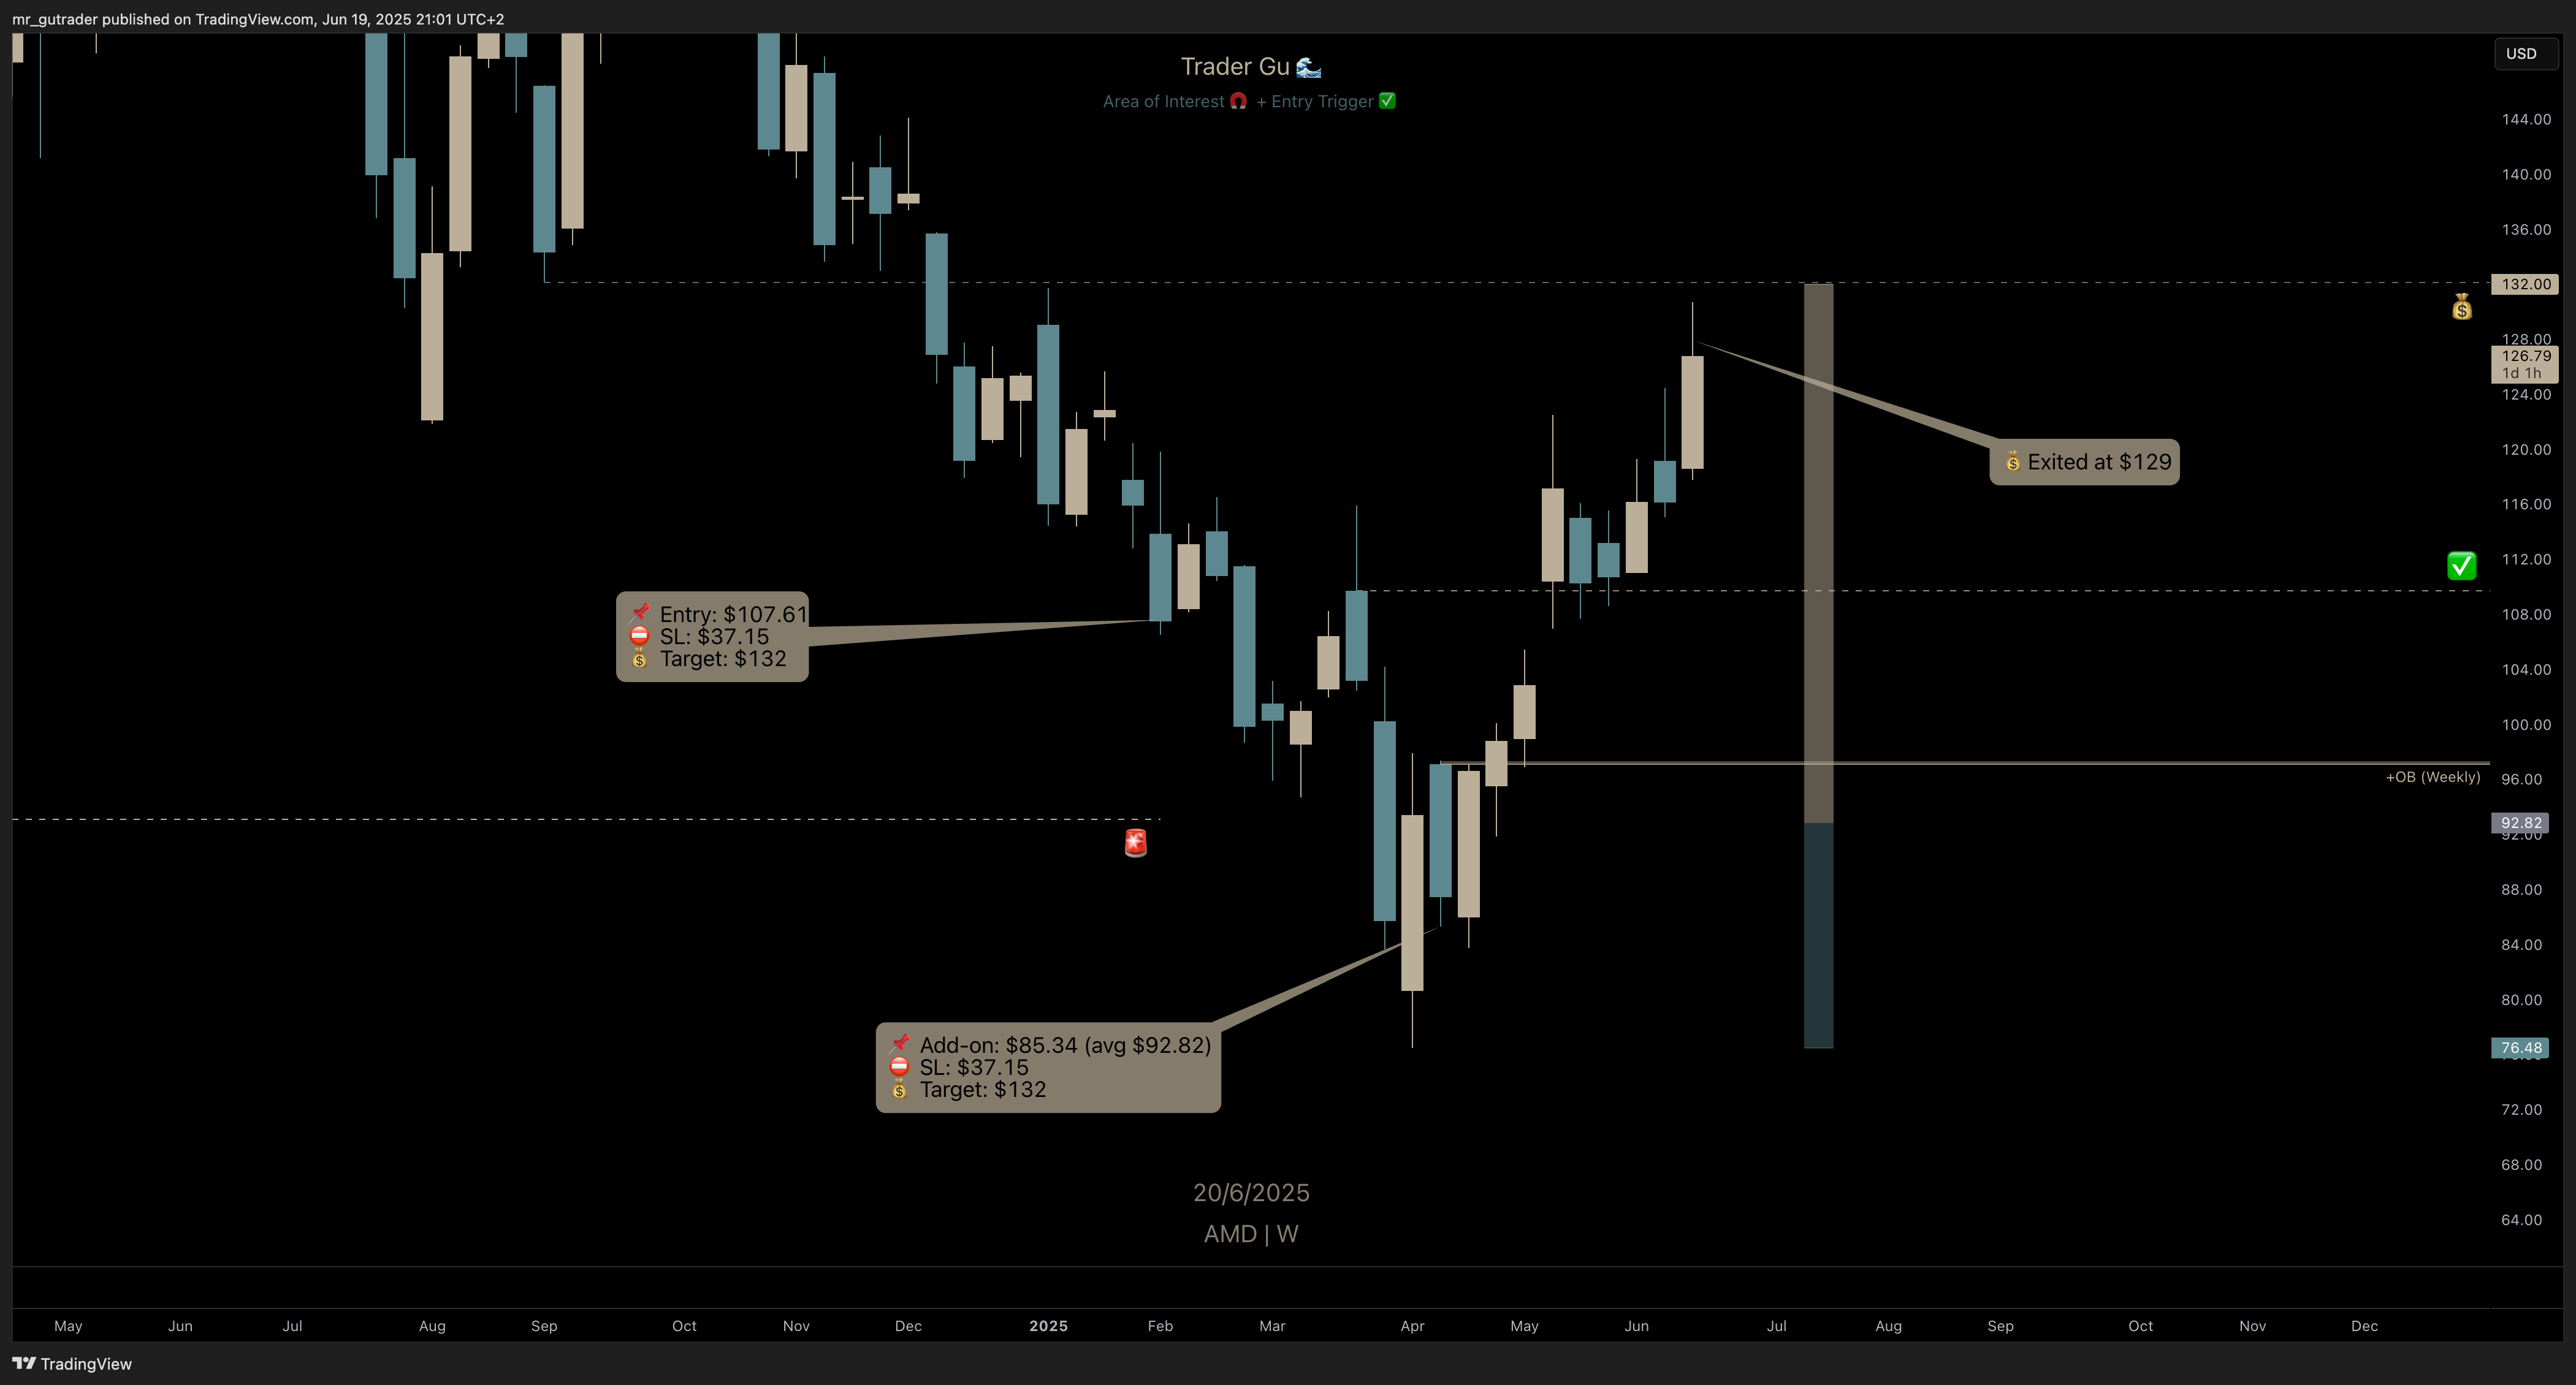 mr_gutrader published on TradingView.com, Jun 19, 2025 21:01 UTC+2
USD
Trader Gu 🌊
Area of Interest 🧲 + Entry Trigger ✅
144.00
140.00
136.00
132.00
128.00
126.79
1d 1h
124.00
120.00
💰 Exited at $129
116.00
112.00
108.00
📌 Entry: $107.61
⛔ SL: $37.15
💰 Target: $132
104.00
100.00
96.00
+OB (Weekly)
92.82
92.00
88.00
84.00
80.00
📌 Add-on: $85.34 (avg $92.82)
⛔ SL: $37.15
💰 Target: $132
76.48
72.00
68.00
64.00
20/6/2025
AMD | W
May Jun Jul Aug Sep Oct Nov Dec 2025 Feb Mar Apr May Jun Jul Aug Sep Oct Nov Dec
TradingView